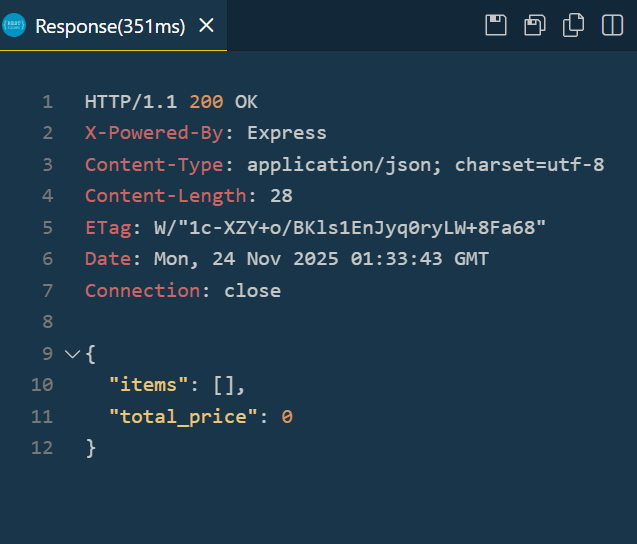 Response(351ms)
1 HTTP/1.1 200 OK
2 X-Powered-By: Express
3 Content-Type: application/json; charset=utf-8
4 Content-Length: 28
5 ETag: W/"1c-XZY+o/BKls1EnJyq0ryLW+8Fa68"
6 Date: Mon, 24 Nov 2025 01:33:43 GMT
7 Connection: close
8
9 {
10 "items": [],
11 "total_price": 0
12 }